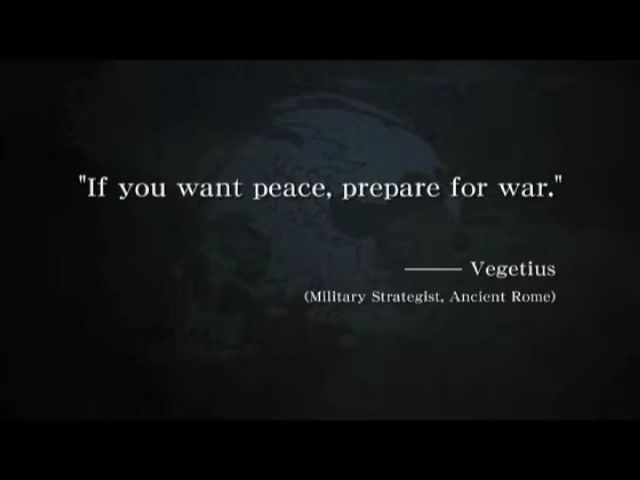 "If you want peace, prepare for war."
——— Vegetius
(Military Strategist, Ancient Rome)